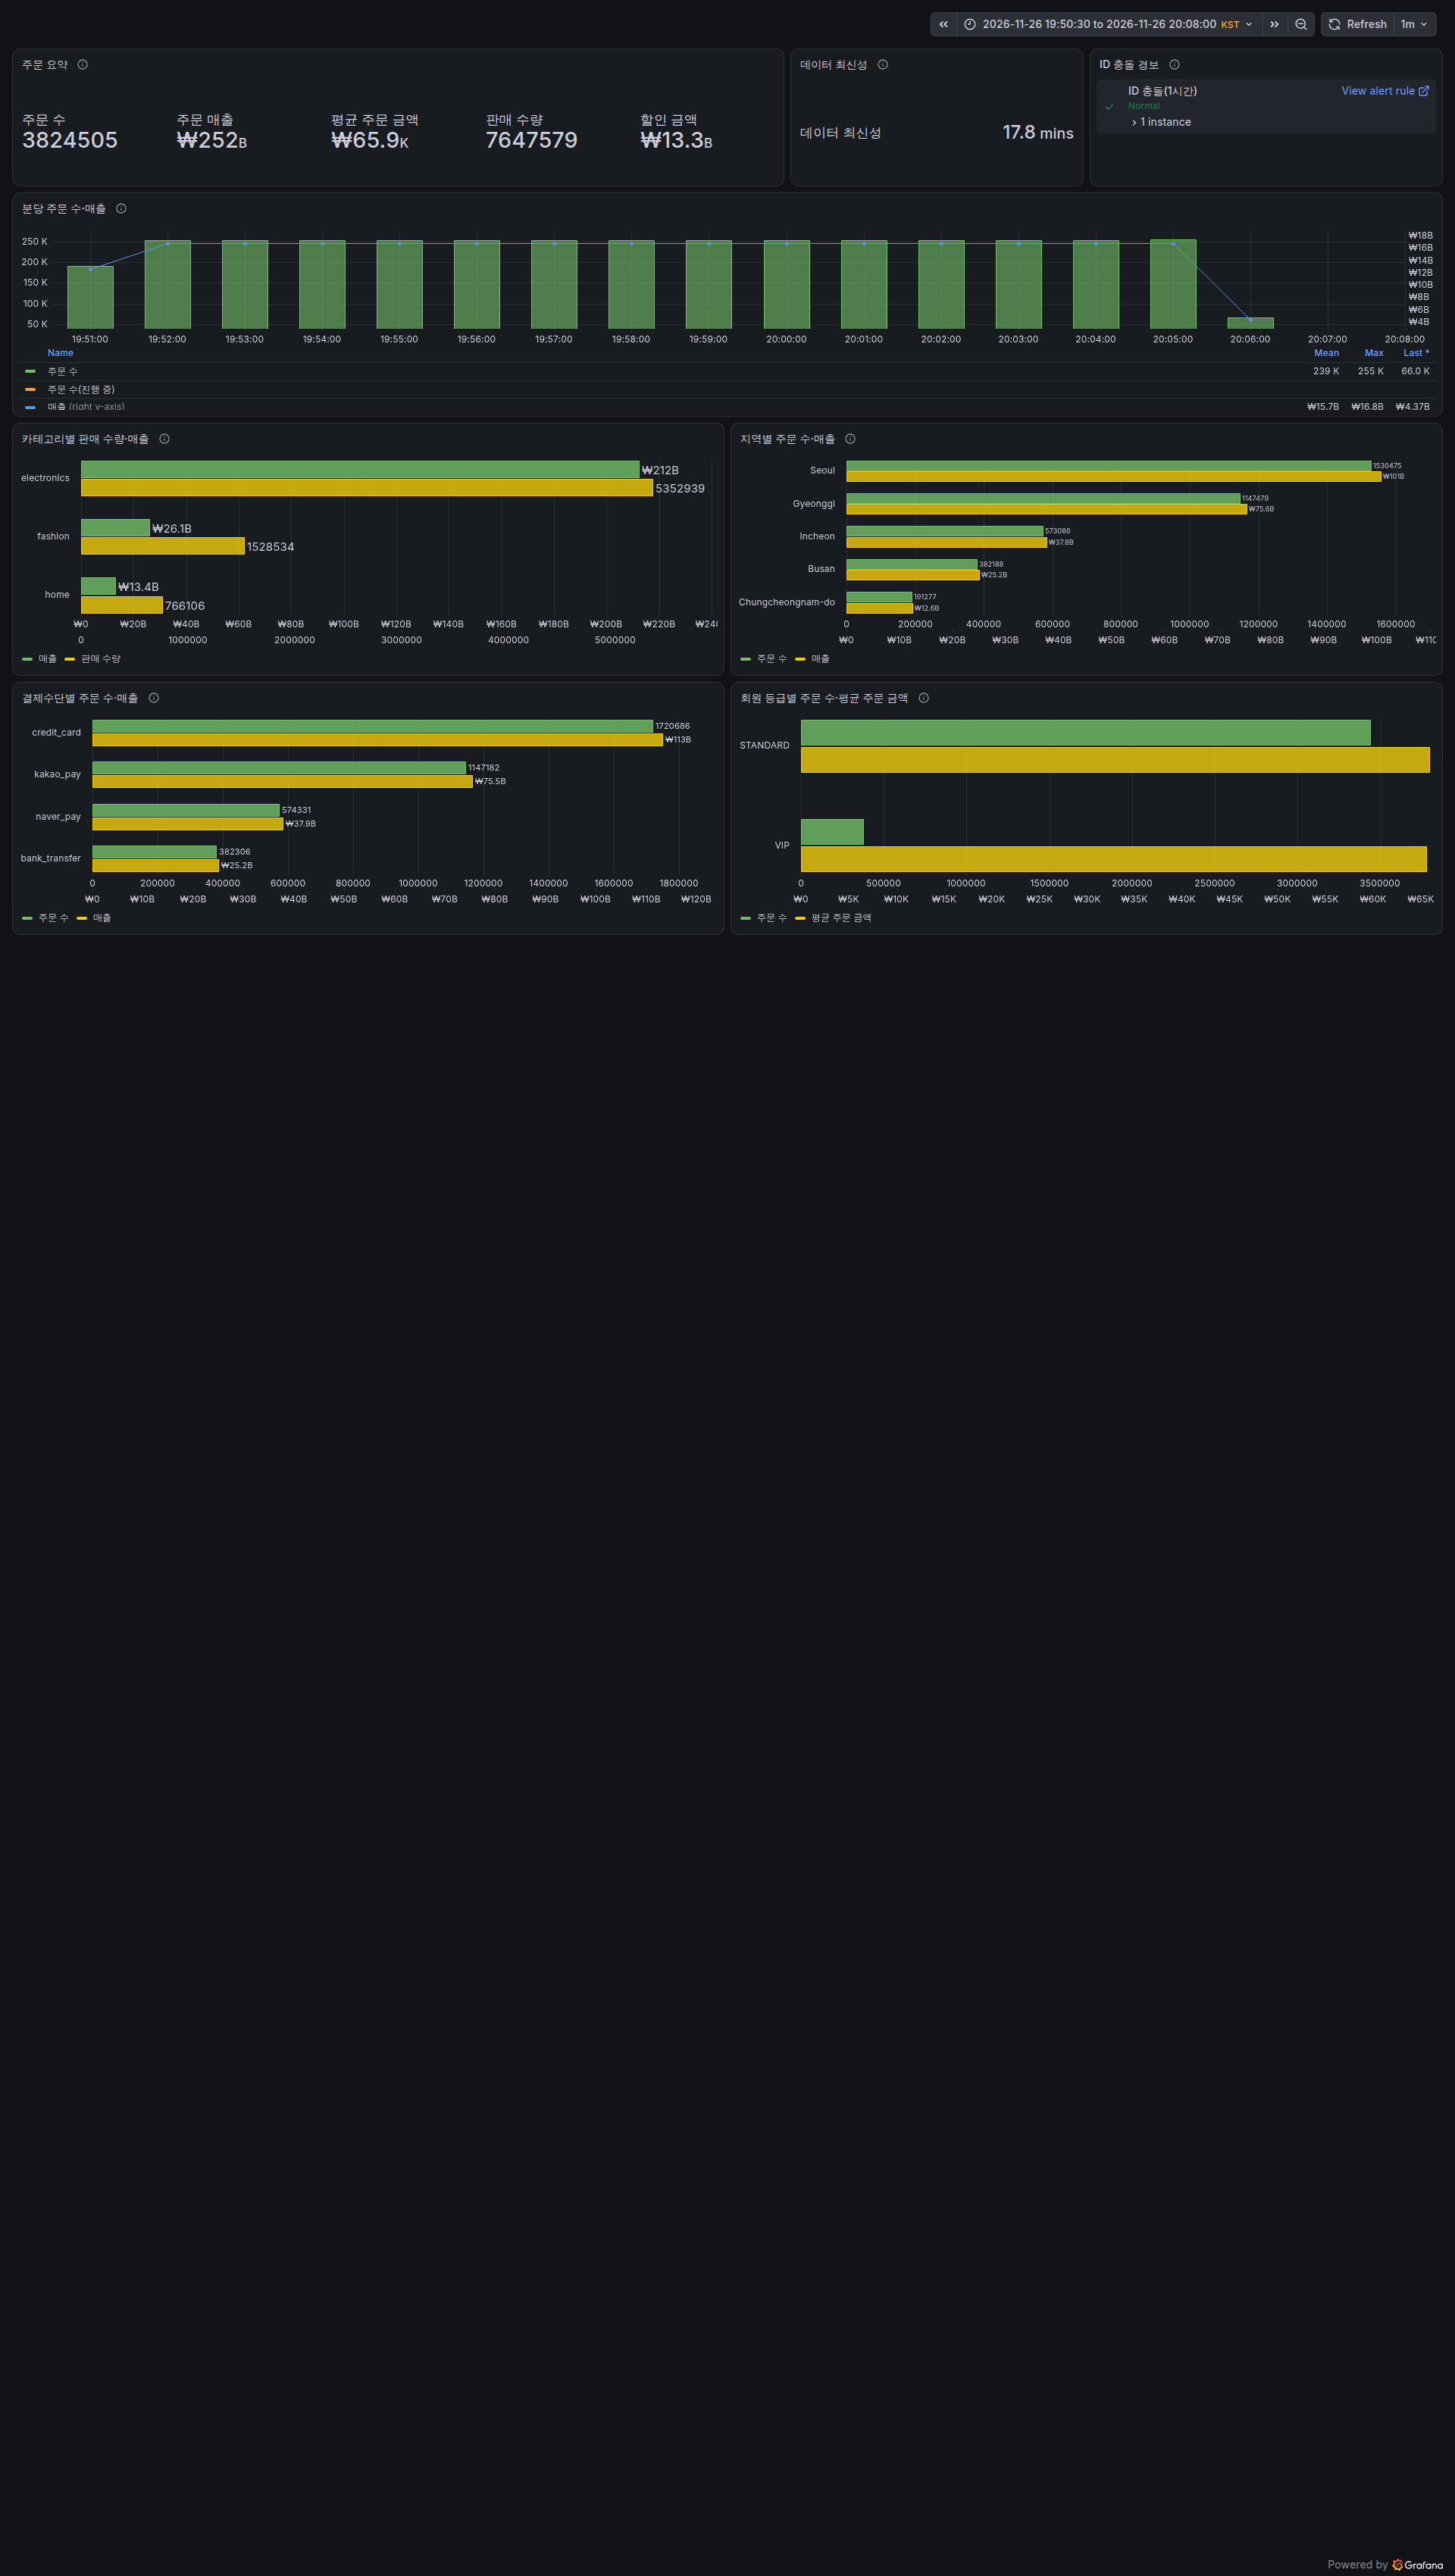 2026-11-26 19:50:30 to 2026-11-26 20:08:00 KST
Refresh
1m
주문 요약
주문 수
3824505
주문 매출
₩252B
평균 주문 금액
₩65.9K
판매 수량
7647579
할인 금액
₩13.3B
데이터 최신성
데이터 최신성
17.8 mins
ID 충돌 경보
ID 충돌(1시간)
View alert rule
Normal
1 instance
분당 주문 수·매출
250 K
200 K
150 K
100 K
50 K
₩18B
₩16B
₩14B
₩12B
₩10B
₩8B
₩6B
₩4B
19:51:00 19:52:00 19:53:00 19:54:00 19:55:00 19:56:00 19:57:00 19:58:00 19:59:00 20:00:00 20:01:00 20:02:00 20:03:00 20:04:00 20:05:00 20:06:00 20:07:00 20:08:00
Name Mean Max Last *
주문 수 239 K 255 K 66.0 K
주문 수(진행 중)
매출 (right y-axis) ₩15.7B ₩16.8B ₩4.37B
카테고리별 판매 수량·매출
electronics
₩212B
5352939
fashion
₩26.1B
1528534
home
₩13.4B
766106
₩0 ₩20B ₩40B ₩60B ₩80B ₩100B ₩120B ₩140B ₩160B ₩180B ₩200B ₩220B ₩24
0 1000000 2000000 3000000 4000000 5000000
매출 판매 수량
지역별 주문 수·매출
Seoul
1530475
₩101B
Gyeonggi
1147479
₩75.6B
Incheon
573086
₩37.8B
Busan
382188
₩25.2B
Chungcheongnam-do
191277
₩12.6B
0 200000 400000 600000 800000 1000000 1200000 1400000 1600000
₩0 ₩10B ₩20B ₩30B ₩40B ₩50B ₩60B ₩70B ₩80B ₩90B ₩100B ₩11
주문 수 매출
결제수단별 주문 수·매출
credit_card
1720686
₩113B
kakao_pay
1147182
₩75.5B
naver_pay
574331
₩37.9B
bank_transfer
382306
₩25.2B
0 200000 400000 600000 800000 1000000 1200000 1400000 1600000 1800000
₩0 ₩10B ₩20B ₩30B ₩40B ₩50B ₩60B ₩70B ₩80B ₩90B ₩100B ₩110B ₩120B
주문 수 매출
회원 등급별 주문 수·평균 주문 금액
STANDARD
VIP
0 500000 1000000 1500000 2000000 2500000 3000000 3500000
₩0 ₩5K ₩10K ₩15K ₩20K ₩25K ₩30K ₩35K ₩40K ₩45K ₩50K ₩55K ₩60K ₩65K
주문 수 평균 주문 금액
Powered by Grafana